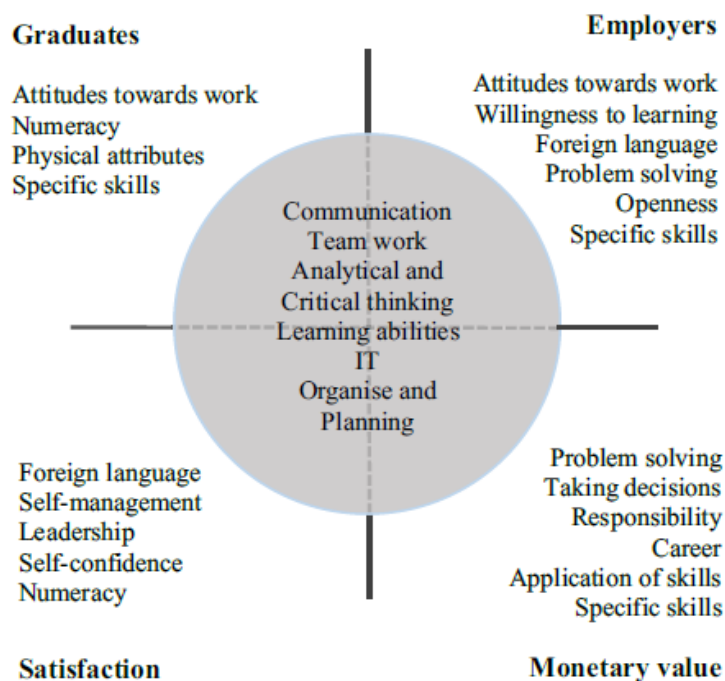 Graduates
Attitudes towards work
Numeracy
Physical attributes
Specific skills
Employers
Attitudes towards work
Willingness to learning
Foreign language
Problem solving
Openness
Specific skills
Communication
Team work
Analytical and
Critical thinking
Learning abilities
IT
Organise and
Planning
Foreign language
Self-management
Leadership
Self-confidence
Numeracy
Satisfaction
Problem solving
Taking decisions
Responsibility
Career
Application of skills
Specific skills
Monetary value